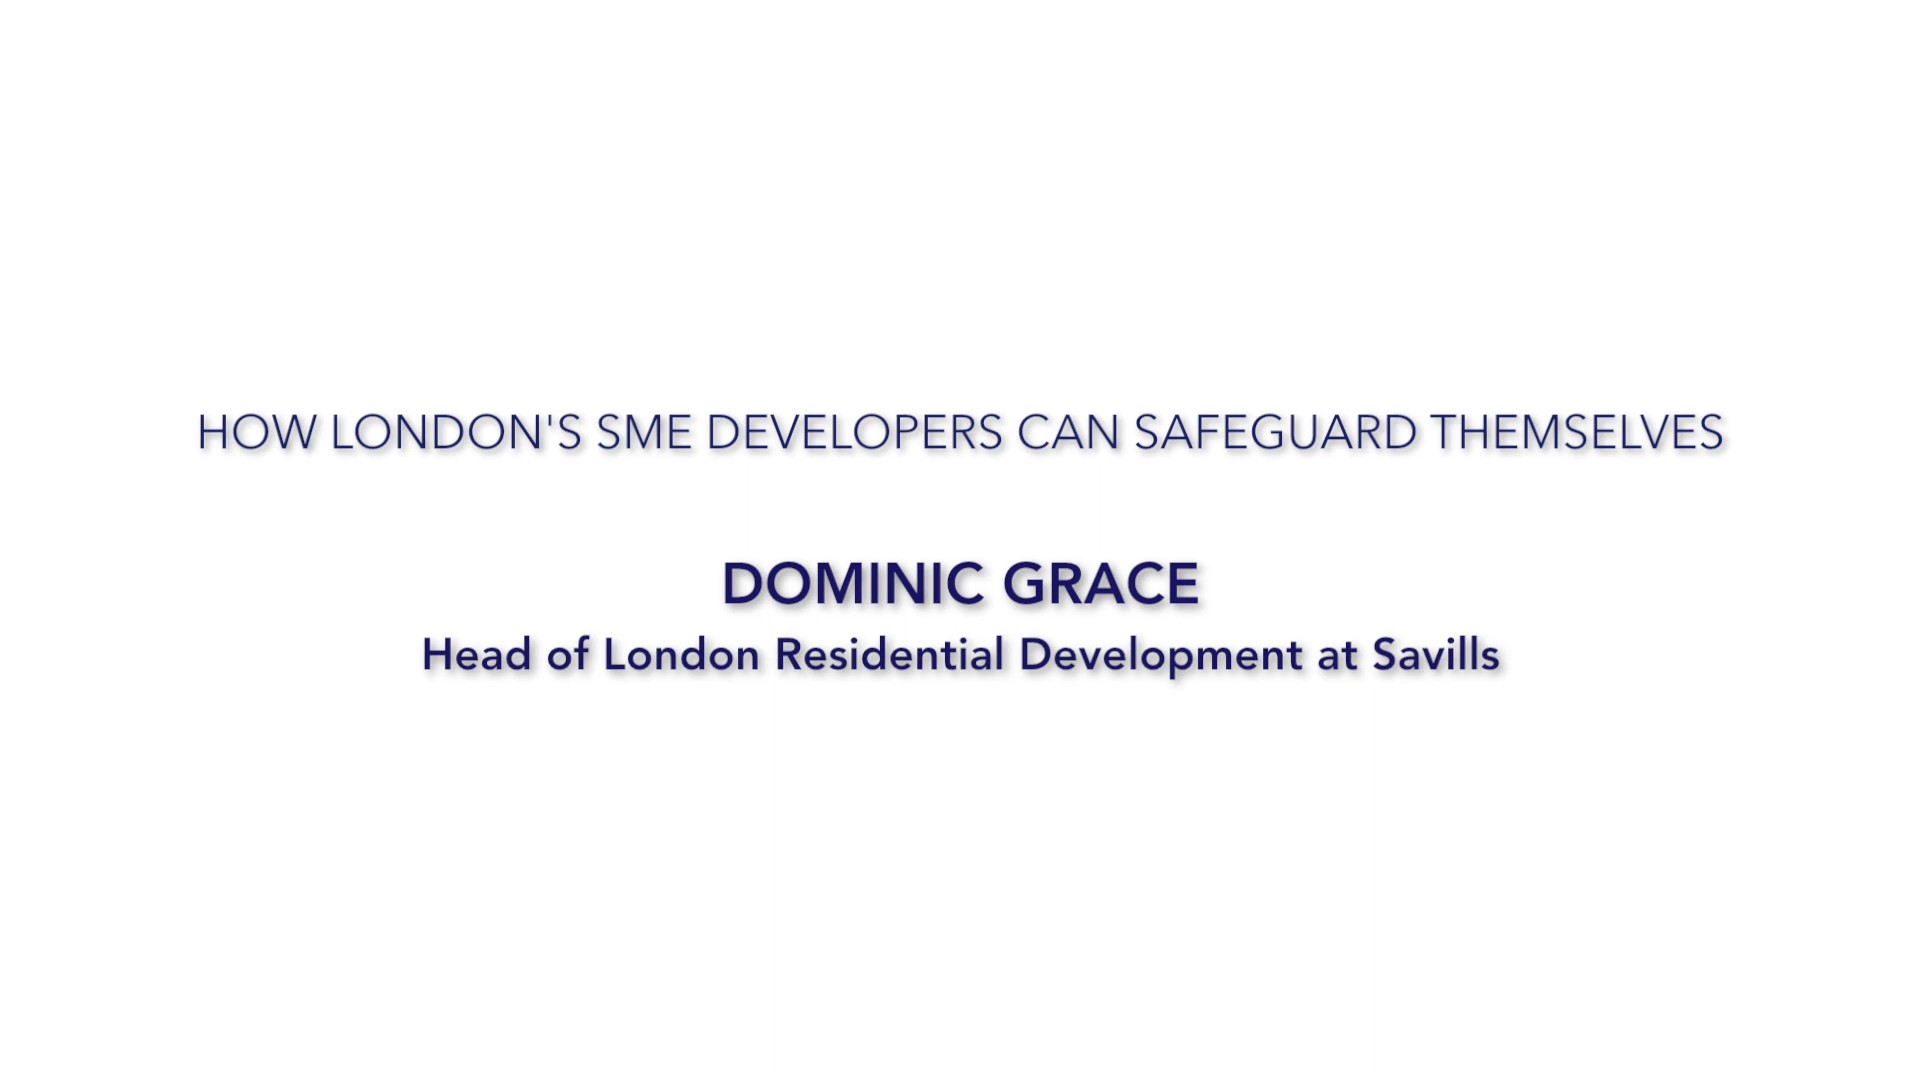 HOW LONDON'S SME DEVELOPERS CAN SAFEGUARD THEMSELVES
DOMINIC GRACE
Head of London Residential Development at Savills